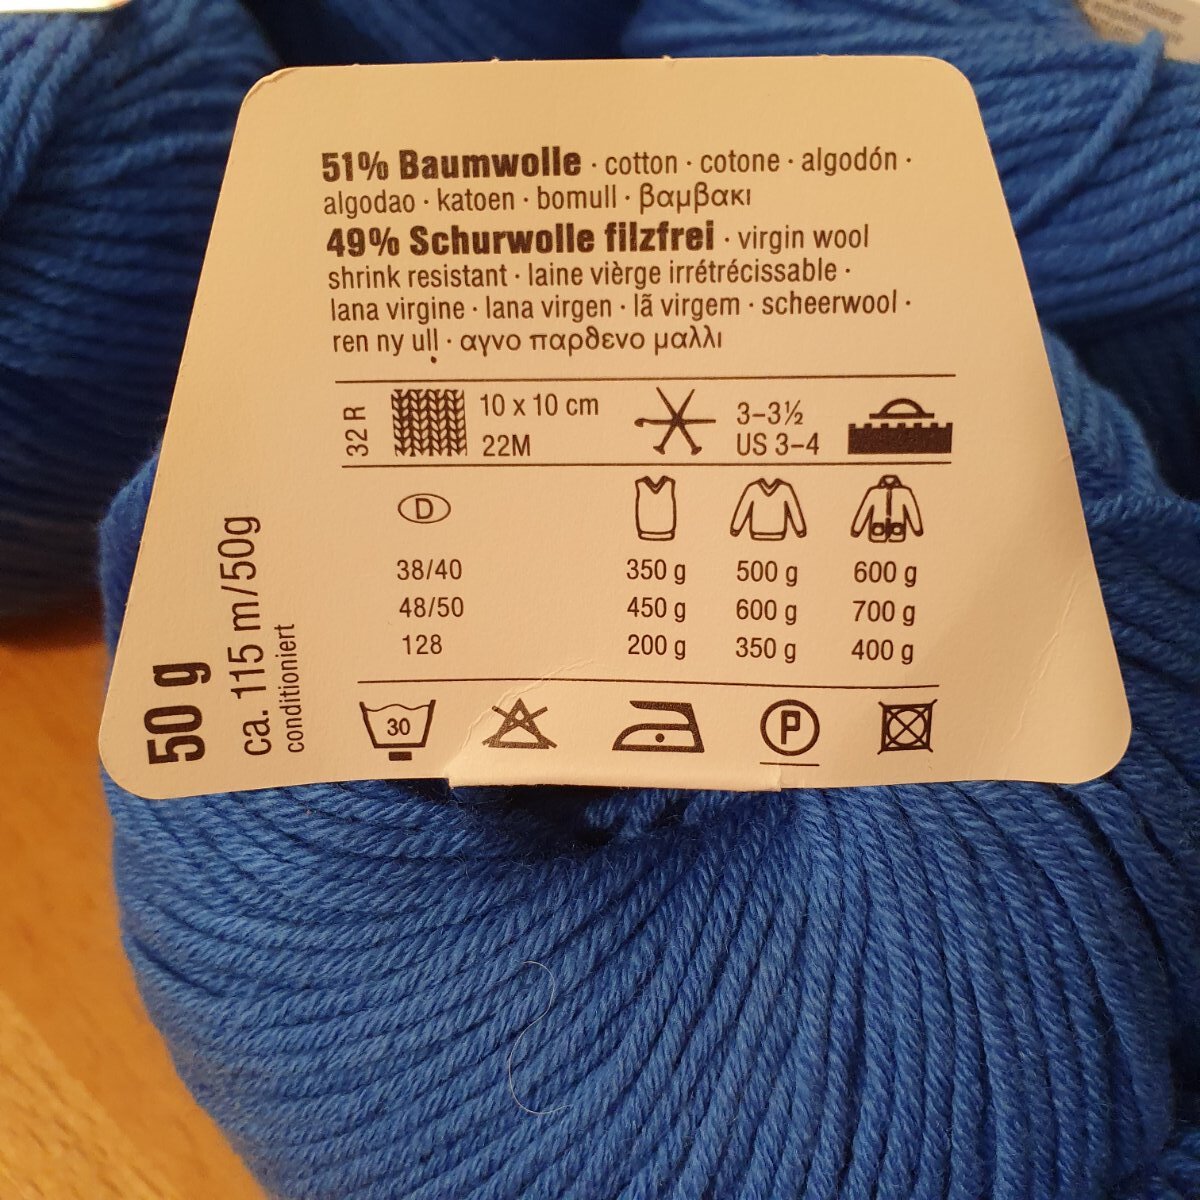 51% Baumwolle · cotton · cotone · algodón ·
algodao · katoen · bomull · βαμβακι
49% Schurwolle filzfrei · virgin wool
shrink resistant · laine vièrge irrétrécissable ·
lana virgine · lana virgen · lã virgem · scheerwool ·
ren ny ull · αγνο παρθενο μαλλι
32 R
10 x 10 cm
22M
3–3½
US 3–4
D
38/40 350 g 500 g 600 g
48/50 450 g 600 g 700 g
128 200 g 350 g 400 g
30
P
50 g
ca. 115 m/50g
conditioniert